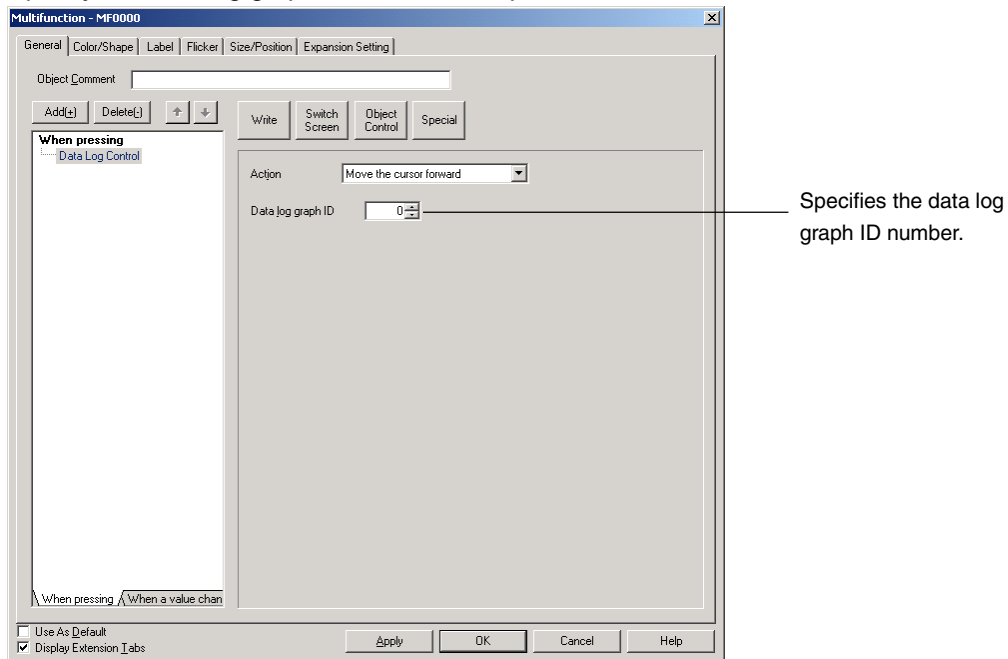 Multifunction - MF0000
General Color/Shape Label Flicker Size/Position Expansion Setting
Object Comment
Add(+) Delete(-)
Write Switch Screen Object Control Special
When pressing
Data Log Control
Action Move the cursor forward
Data log graph ID 0
Specifies the data log
graph ID number.
When pressing When a value chan
Use As Default
Display Extension Tabs
Apply OK Cancel Help